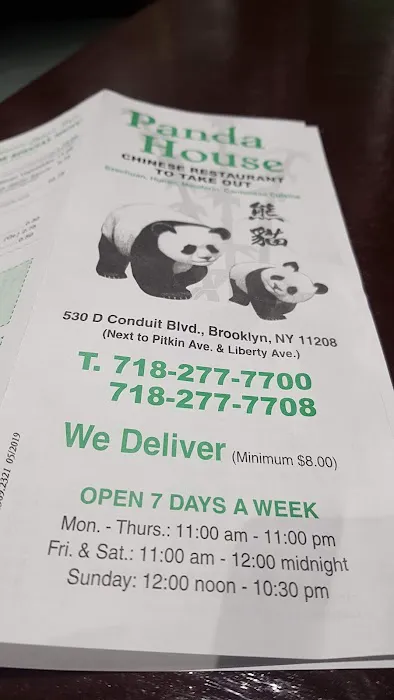 Panda
House
CHINESE RESTAURANT
TO TAKE OUT
熊
貓
530 D Conduit Blvd., Brooklyn, NY 11208
(Next to Pitkin Ave. & Liberty Ave.)
T. 718-277-7700
718-277-7708
We Deliver (Minimum $8.00)
OPEN 7 DAYS A WEEK
Mon. - Thurs.: 11:00 am - 11:00 pm
Fri. & Sat.: 11:00 am - 12:00 midnight
Sunday: 12:00 noon - 10:30 pm
05/2019